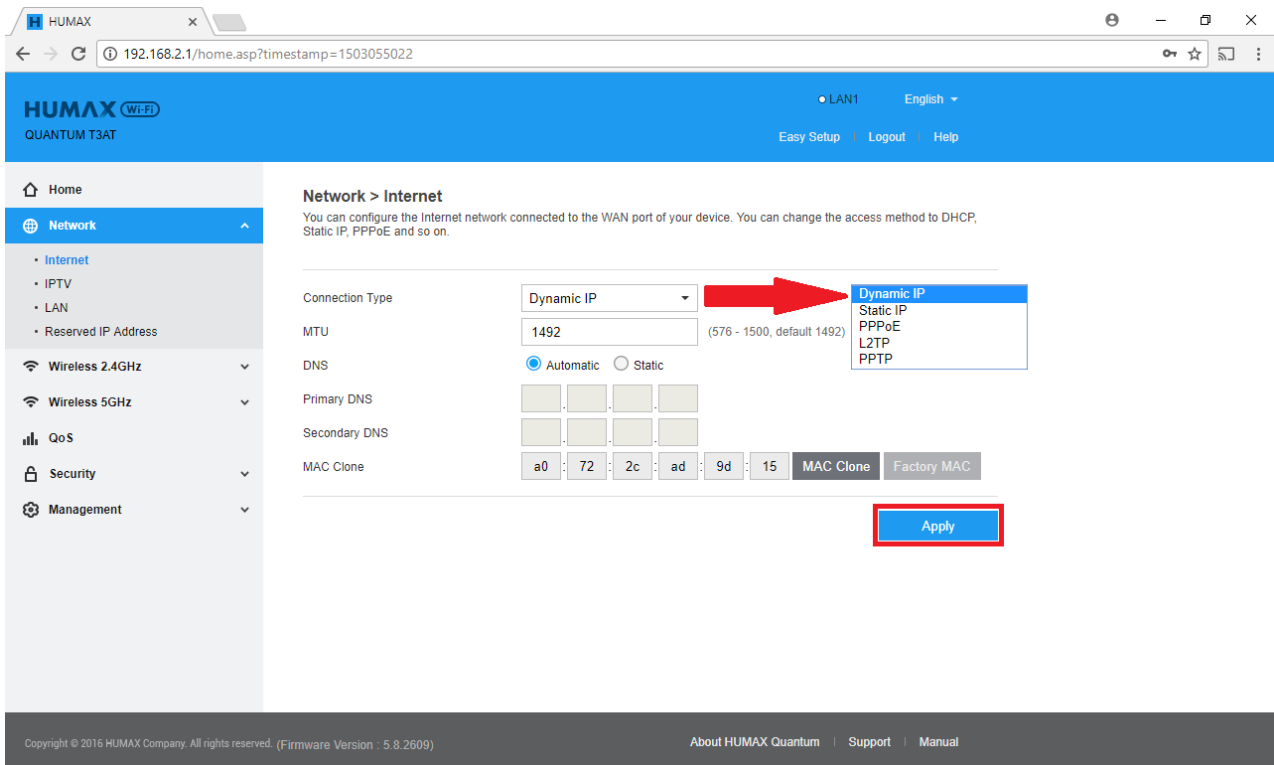 HUMAX
192.168.2.1/home.asp?timestamp=1503055022
HUMAX Wi-Fi
QUANTUM T3AT
LAN1 English
Easy Setup Logout Help
Home
Network
Internet
IPTV
LAN
Reserved IP Address
Wireless 2.4GHz
Wireless 5GHz
QoS
Security
Management
Network > Internet
You can configure the Internet network connected to the WAN port of your device. You can change the access method to DHCP,
Static IP, PPPoE and so on.
Connection Type Dynamic IP
Dynamic IP
Static IP
PPPoE
L2TP
PPTP
MTU 1492 (576 - 1500, default 1492)
DNS Automatic Static
Primary DNS . . .
Secondary DNS . . .
MAC Clone a0 : 72 : 2c : ad : 9d : 15 MAC Clone Factory MAC
Apply
Copyright © 2016 HUMAX Company. All rights reserved. (Firmware Version : 5.8.2609)
About HUMAX Quantum Support Manual